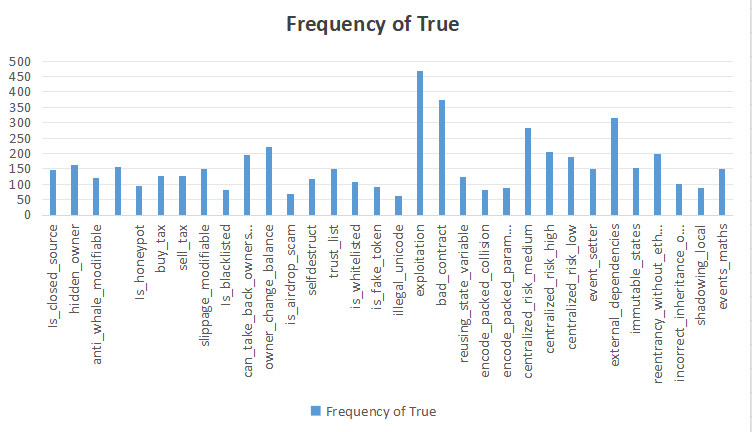 Frequency of True
500
450
400
350
300
250
200
150
100
50
0
Is_closed_source
hidden_owner
anti_whale_modifiable
Is_honeypot
buy_tax
sell_tax
slippage_modifiable
Is_blacklisted
can_take_back_owners...
owner_change_balance
is_airdrop_scam
selfdestruct
trust_list
is_whitelisted
is_fake_token
illegal_unicode
exploitation
bad_contract
reusing_state_variable
encode_packed_collision
encode_packed_param...
centralized_risk_medium
centralized_risk_high
centralized_risk_low
event_setter
external_dependencies
immutable_states
reentrancy_without_eth...
incorrect_inheritance_o...
shadowing_local
events_maths
Frequency of True